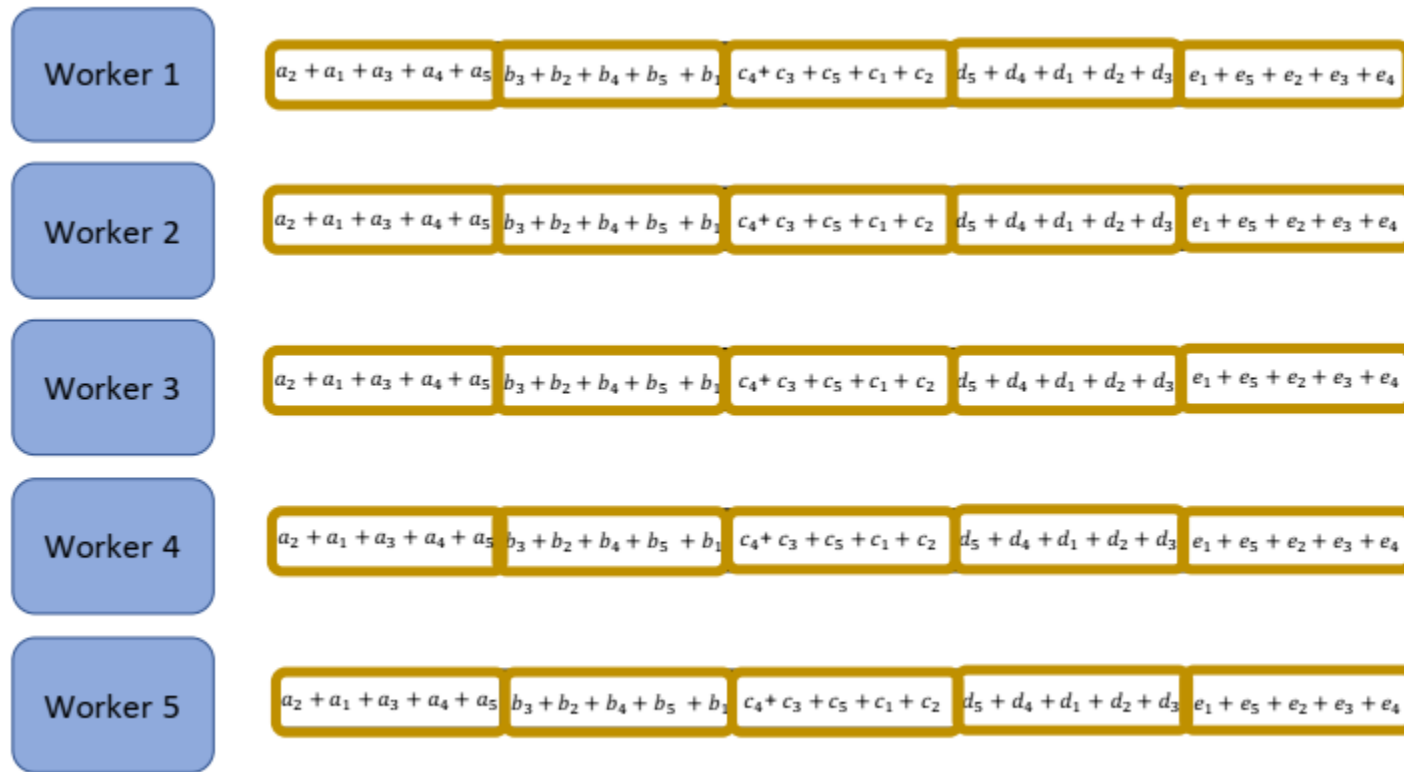 Worker 1 a₂ + a₁ + a₃ + a₄ + a₅ b₃ + b₂ + b₄ + b₅ + b₁ c₄+ c₃ + c₅ + c₁ + c₂ d₅ + d₄ + d₁ + d₂ + d₃ e₁ + e₅ + e₂ + e₃ + e₄
Worker 2 a₂ + a₁ + a₃ + a₄ + a₅ b₃ + b₂ + b₄ + b₅ + b₁ c₄+ c₃ + c₅ + c₁ + c₂ d₅ + d₄ + d₁ + d₂ + d₃ e₁ + e₅ + e₂ + e₃ + e₄
Worker 3 a₂ + a₁ + a₃ + a₄ + a₅ b₃ + b₂ + b₄ + b₅ + b₁ c₄+ c₃ + c₅ + c₁ + c₂ d₅ + d₄ + d₁ + d₂ + d₃ e₁ + e₅ + e₂ + e₃ + e₄
Worker 4 a₂ + a₁ + a₃ + a₄ + a₅ b₃ + b₂ + b₄ + b₅ + b₁ c₄+ c₃ + c₅ + c₁ + c₂ d₅ + d₄ + d₁ + d₂ + d₃ e₁ + e₅ + e₂ + e₃ + e₄
Worker 5 a₂ + a₁ + a₃ + a₄ + a₅ b₃ + b₂ + b₄ + b₅ + b₁ c₄+ c₃ + c₅ + c₁ + c₂ d₅ + d₄ + d₁ + d₂ + d₃ e₁ + e₅ + e₂ + e₃ + e₄